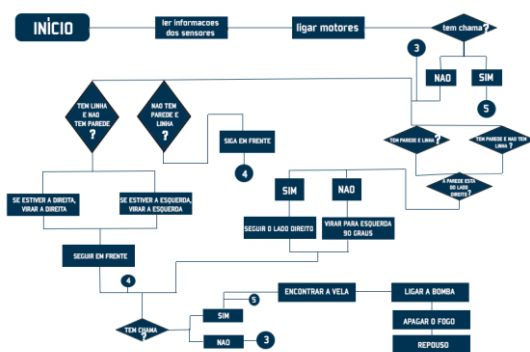 INÍCIO
ler informacoes
dos sensores
ligar motores
tem chama?
3
NAO
SIM
5
TEM LINHA
E NAO
TEM PAREDE
?
NAO TEM
PAREDE E
LINHA
?
SIGA EM FRENTE
4
TEM PAREDE E LINHA?
TEM PAREDE E NAO TEM
LINHA?
A PAREDE ESTA
DO LADO
DIREITO?
SIM
NAO
SE ESTIVER A DIREITA,
VIRAR A DIREITA
SE ESTIVER A ESQUERDA,
VIRAR A ESQUERDA
SEGUIR O LADO DIREITO
VIRAR PARA ESQUERDA
90 GRAUS
SEGUIR EM FRENTE
4
TEM CHAMA
?
SIM
5
NAO
3
ENCONTRAR A VELA
LIGAR A BOMBA
APAGAR O FOGO
REPOUSO